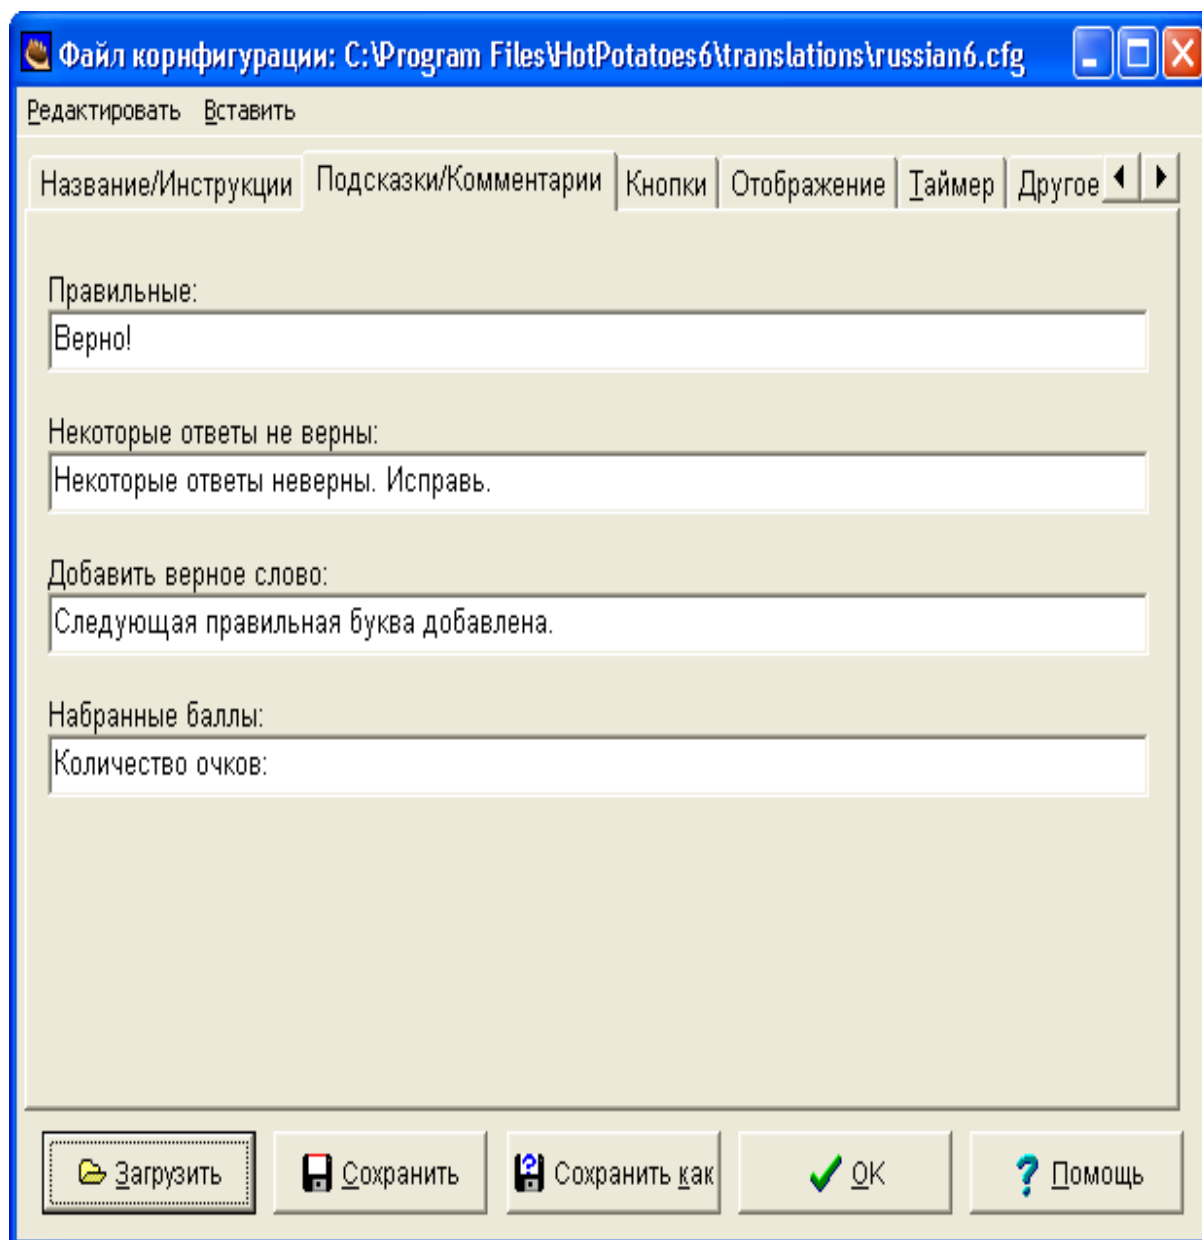 Файл корнфигурации: C:\Program Files\HotPotatoes6\translations\russian6.cfg
Редактировать Вставить
Название/Инструкции Подсказки/Комментарии Кнопки Отображение Таймер Другое
Правильные:
Верно!
Некоторые ответы не верны:
Некоторые ответы неверны. Исправь.
Добавить верное слово:
Следующая правильная буква добавлена.
Набранные баллы:
Количество очков:
Загрузить Сохранить Сохранить как OK Помощь